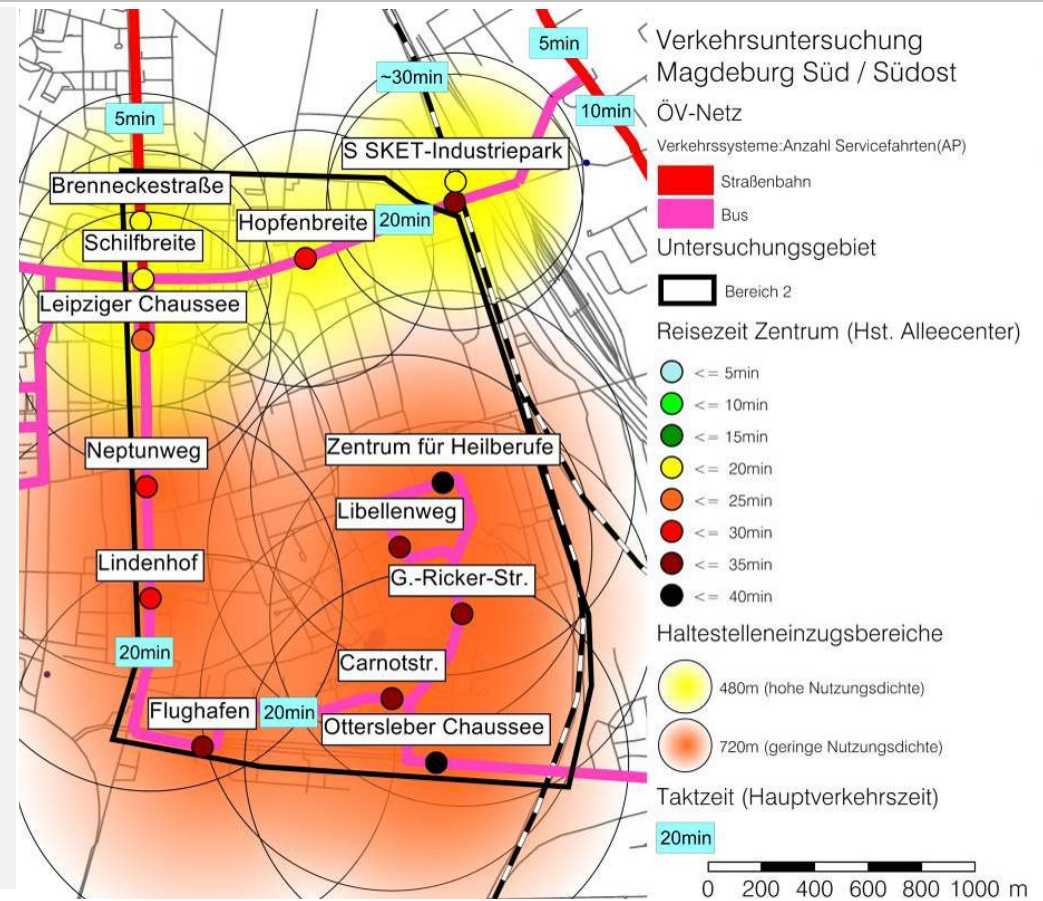 5min
~30min
5min
10min
S SKET-Industriepark
Brenneckestraße
Hopfenbreite
20min
Schilfbreite
Leipziger Chaussee
Neptunweg
Zentrum für Heilberufe
Libellenweg
Lindenhof
G.-Ricker-Str.
20min
Carnotstr.
Flughafen
20min
Ottersleber Chaussee
Verkehrsuntersuchung
Magdeburg Süd / Südost
ÖV-Netz
Verkehrssysteme:Anzahl Servicefahrten(AP)
Straßenbahn
Bus
Untersuchungsgebiet
Bereich 2
Reisezeit Zentrum (Hst. Alleecenter)
<= 5min
<= 10min
<= 15min
<= 20min
<= 25min
<= 30min
<= 35min
<= 40min
Haltestelleneinzugsbereiche
480m (hohe Nutzungsdichte)
720m (geringe Nutzungsdichte)
Taktzeit (Hauptverkehrszeit)
20min
0 200 400 600 800 1000 m